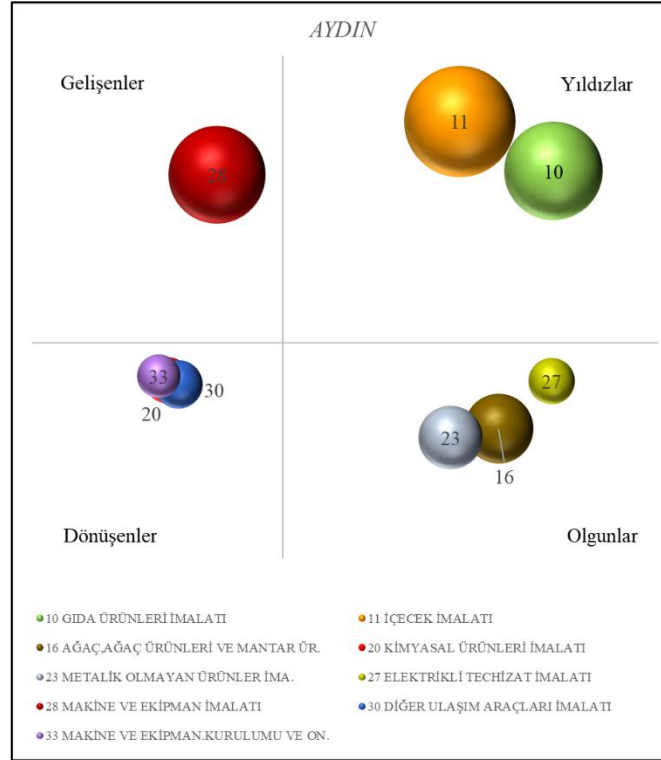 AYDIN
Gelişenler
Yıldızlar
11
28
10
33
30
20
27
23
16
Dönüşenler
Olgunlar
10 GIDA ÜRÜNLERİ İMALATI
11 İÇECEK İMALATI
16 AĞAÇ,AĞAÇ ÜRÜNLERİ VE MANTAR ÜR.
20 KİMYASAL ÜRÜNLERİ İMALATI
23 METALİK OLMAYAN ÜRÜNLER İMA.
27 ELEKTRİKLİ TECHİZAT İMALATI
28 MAKİNE VE EKİPMAN İMALATI
30 DİĞER ULAŞIM ARAÇLARI İMALATI
33 MAKİNE VE EKİPMAN.KURULUMU VE ON.